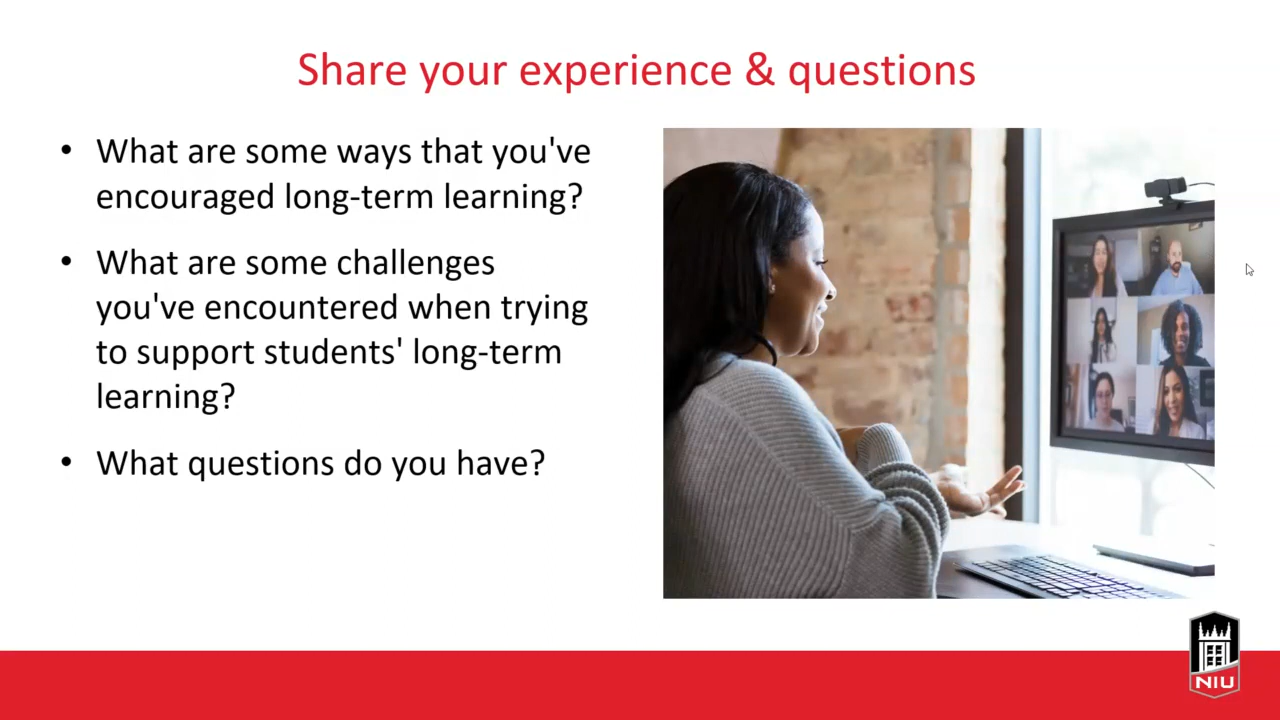 Share your experience & questions
• What are some ways that you've
encouraged long-term learning?
• What are some challenges
you've encountered when trying
to support students' long-term
learning?
• What questions do you have?
NIU